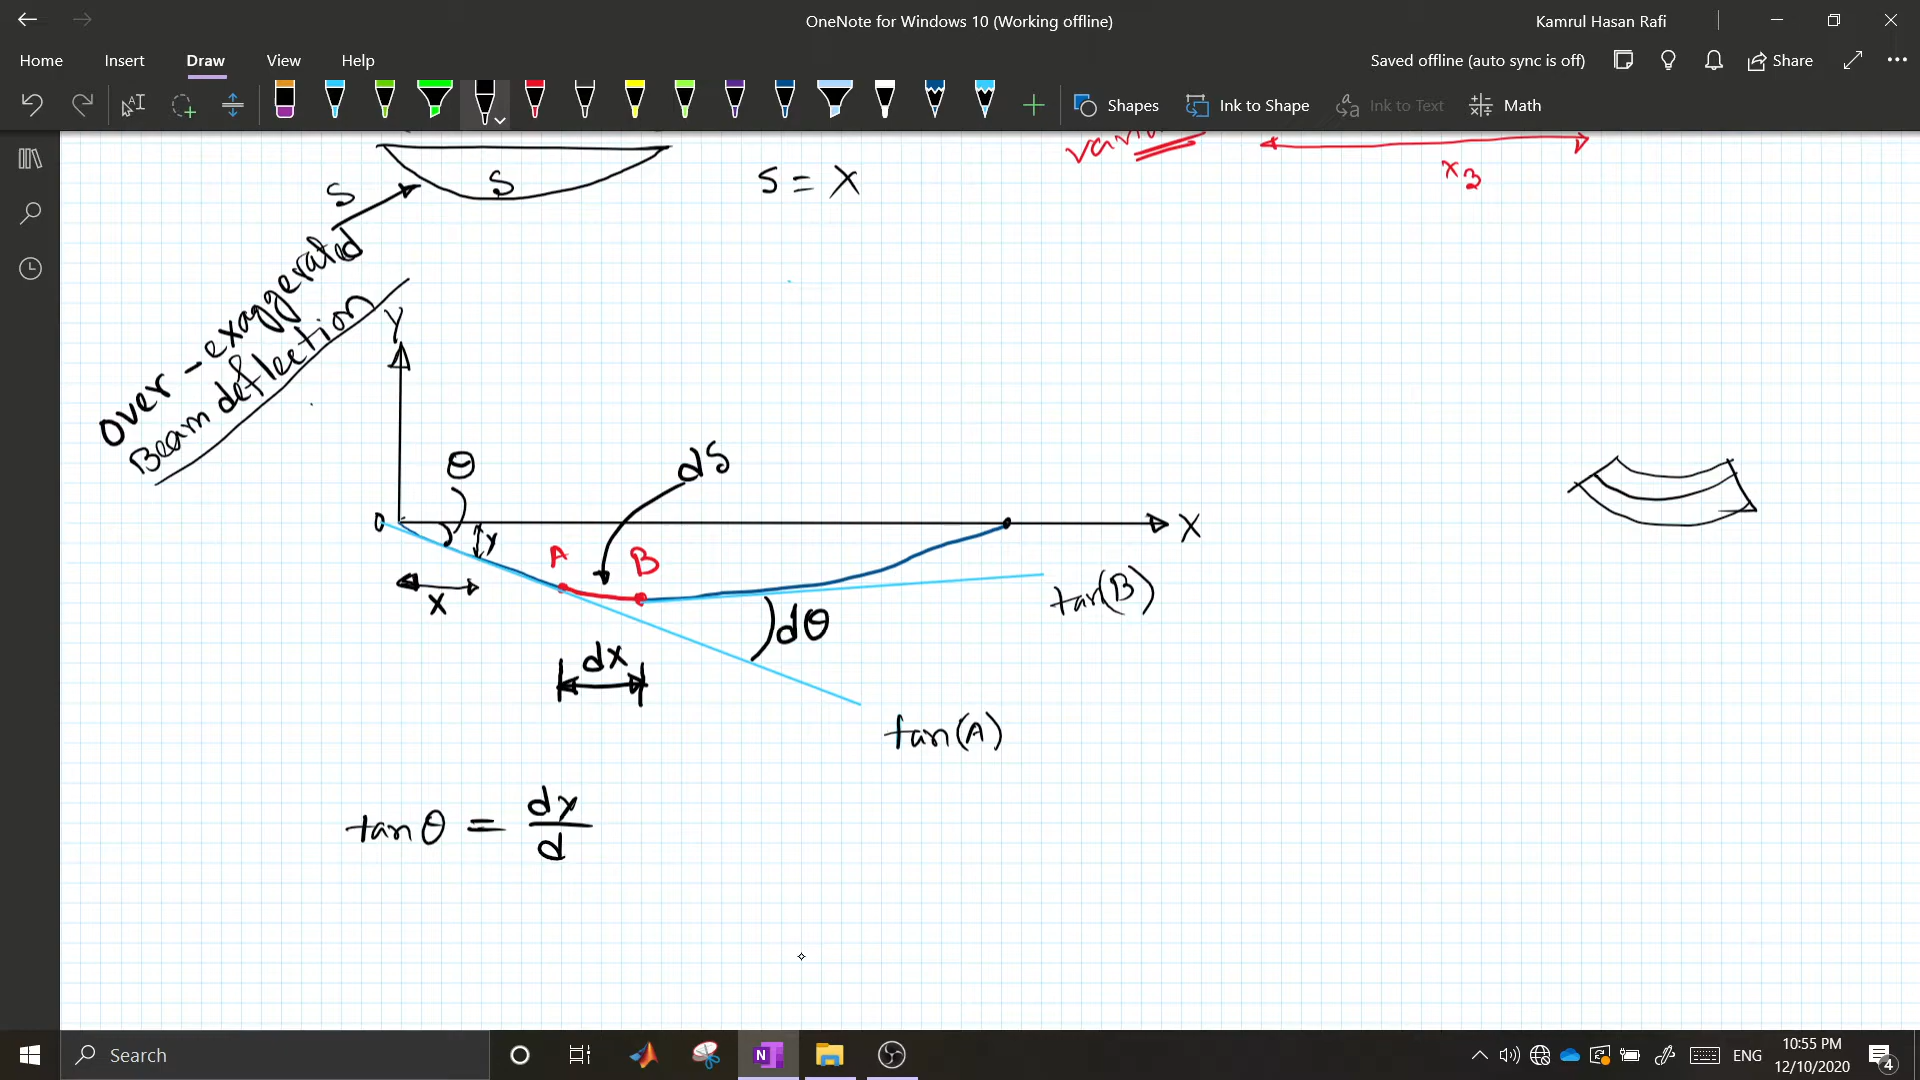 OneNote for Windows 10 (Working offline)
Kamrul Hasan Rafi
Home Insert Draw View Help
Saved offline (auto sync is off)
Share
Shapes
Ink to Shape
Ink to Text
Math
x3
S
S
S = X
Over-exaggerated
Beam deflection
Y
θ
dS
O
y
A
B
X
x
tan(B)
dθ
dx
tan(A)
tan θ = dy
d
Search
N
ENG
10:55 PM
12/10/2020
4